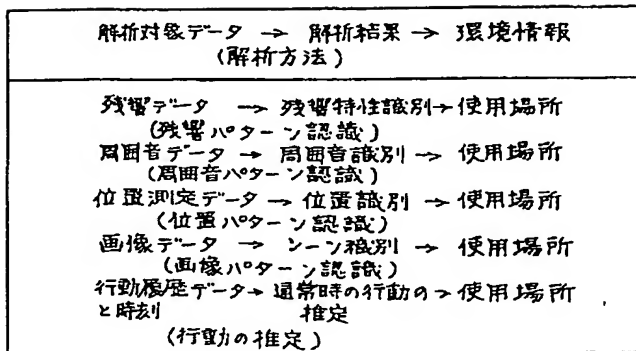 解析対象データ → 解析結果 → 環境情報
(解析方法)
残響データ → 残響特性識別→使用場所
(残響パターン認識)
周囲音データ → 周囲音識別 → 使用場所
(周囲音パターン認識)
位置測定データ → 位置識別 → 使用場所
(位置パターン認識)
画像データ → シーン識別 → 使用場所
(画像パターン認識)
行動履歴データ→ 通常時の行動の →使用場所
と時刻 推定
(行動の推定)